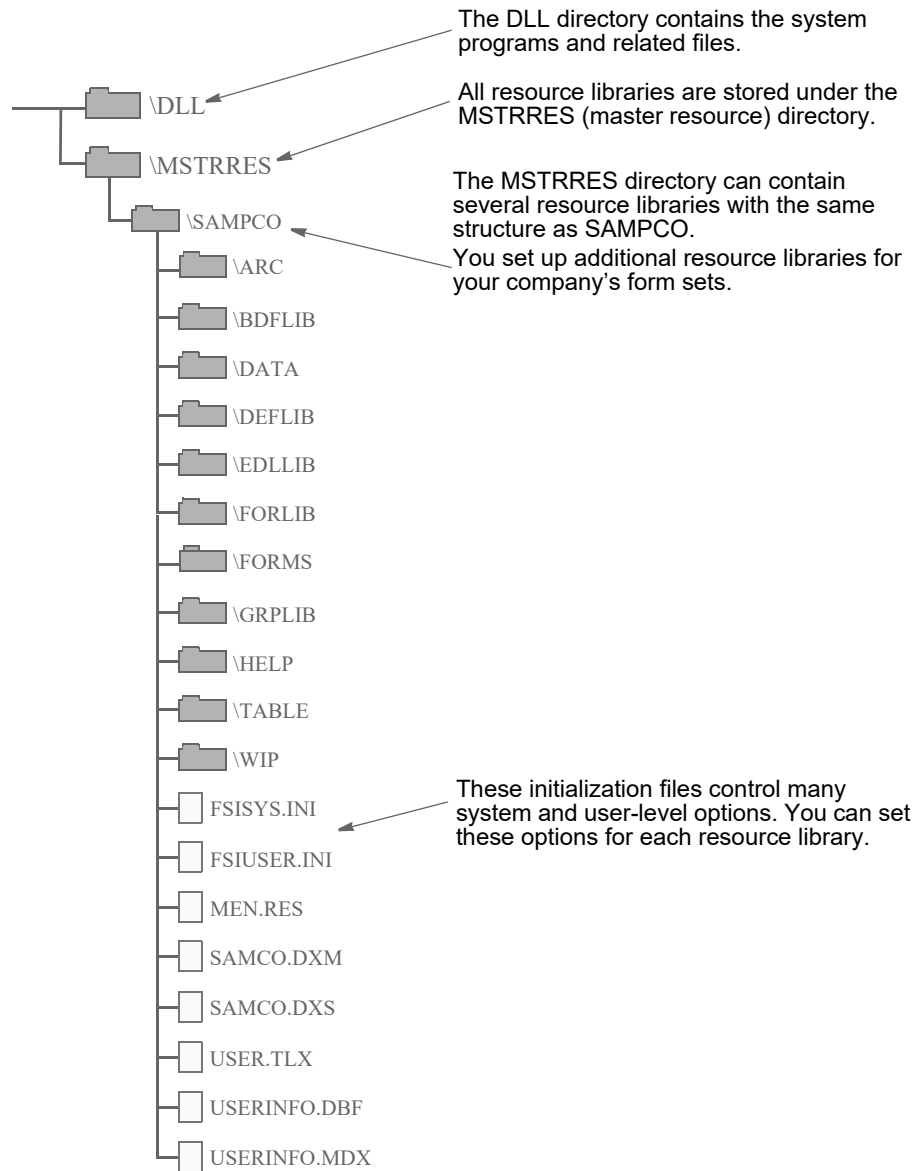 The DLL directory contains the system
programs and related files.
\DLL
All resource libraries are stored under the
MSTRRES (master resource) directory.
\MSTRRES
The MSTRRES directory can contain
several resource libraries with the same
structure as SAMPCO.
\SAMPCO
You set up additional resource libraries for
your company’s form sets.
\ARC
\BDFLIB
\DATA
\DEFLIB
\EDLLIB
\FORLIB
\FORMS
\GRPLIB
\HELP
\TABLE
\WIP
These initialization files control many
system and user-level options. You can set
these options for each resource library.
FSISYS.INI
FSIUSER.INI
MEN.RES
SAMCO.DXM
SAMCO.DXS
USER.TLX
USERINFO.DBF
USERINFO.MDX